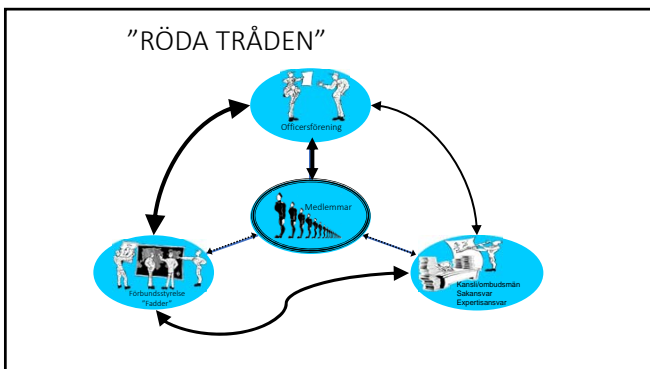 ”RÖDA TRÅDEN”
Officersförening
Medlemmar
Förbundsstyrelse
”Fadder”
Kansli/ombudsmän
Sakansvar
Expertisansvar